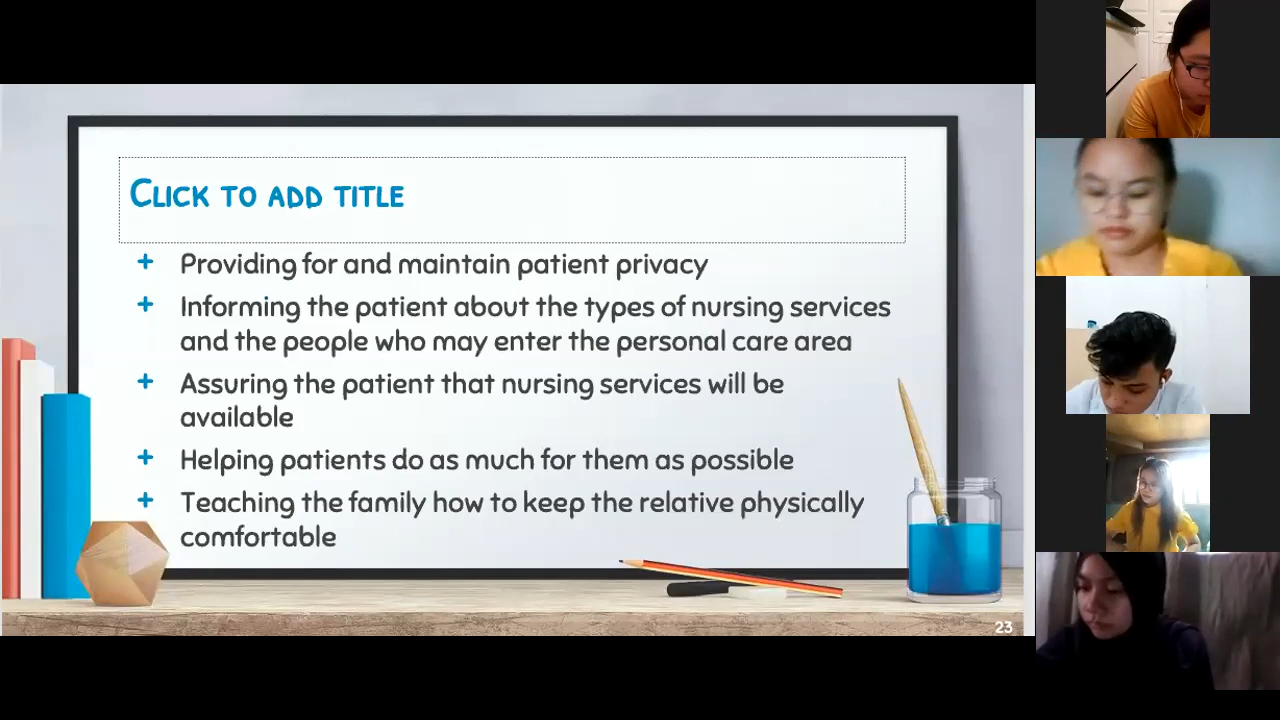 Click to add title
+ Providing for and maintain patient privacy
+ Informing the patient about the types of nursing services
and the people who may enter the personal care area
+ Assuring the patient that nursing services will be
available
+ Helping patients do as much for them as possible
+ Teaching the family how to keep the relative physically
comfortable
23